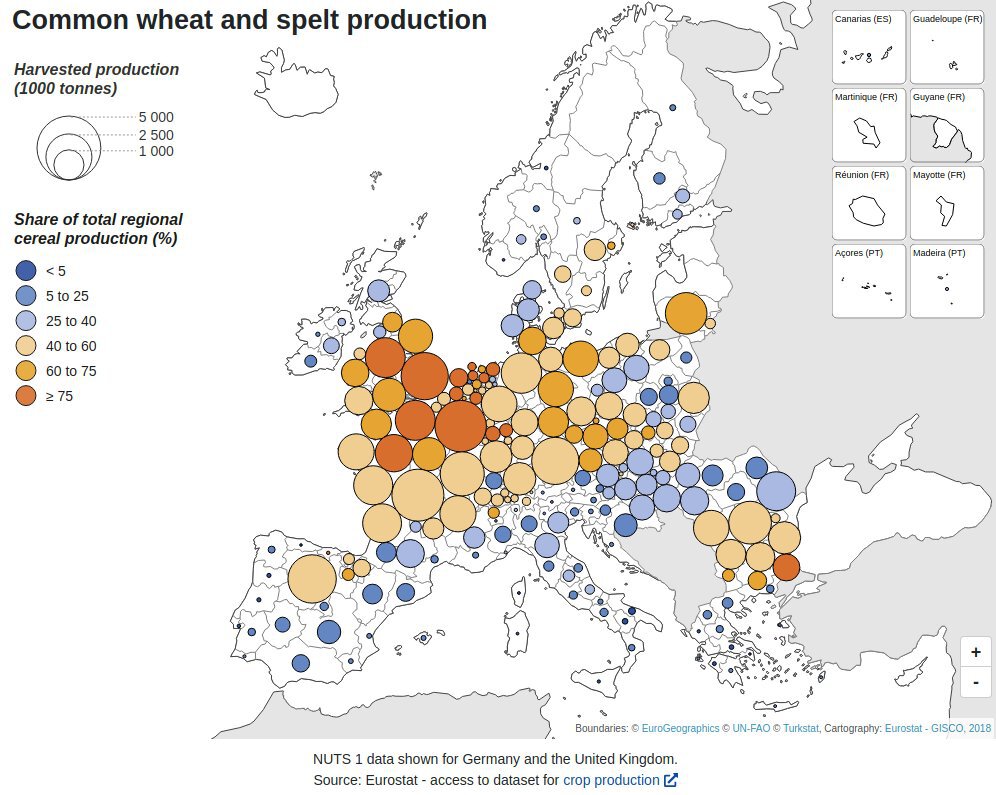 Common wheat and spelt production
Harvested production
(1000 tonnes)
5 000
2 500
1 000
Share of total regional
cereal production (%)
< 5
5 to 25
25 to 40
40 to 60
60 to 75
≥ 75
Canarias (ES)
Guadeloupe (FR)
Martinique (FR)
Guyane (FR)
Réunion (FR)
Mayotte (FR)
Açores (PT)
Madeira (PT)
+
-
Boundaries: © EuroGeographics © UN-FAO © Turkstat, Cartography: Eurostat - GISCO, 2018
NUTS 1 data shown for Germany and the United Kingdom.
Source: Eurostat - access to dataset for crop production